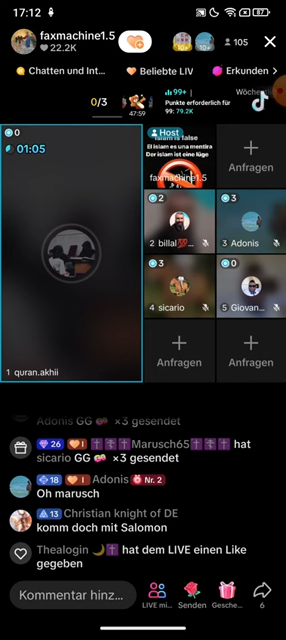 17:12
87
faxmachine1.5
22.2K
10+
105
Chatten und Int...
Beliebte LIV
Erkunden
0/3
47:59
99+
Punkte erforderlich für
99: 79.2K
Woche
0
01:05
Host
Islam is false
El islam es una mentira
Der islam ist eine lüge
faxmachine1.5
Anfragen
2
2 billal💯...
3
3 Adonis
3
4 sicario
0
5 Giovan...
Anfragen
Anfragen
1 quran.akhii
Adonis GG ×3 gesendet
26 I Marusch65 hat
sicario GG ×3 gesendet
18 I Adonis Nr. 2
Oh marusch
13 Christian knight of DE
komm doch mit Salomon
Thealogin 🌙✝️ hat dem LIVE einen Like
gegeben
Kommentar hinz...
LIVE mi...
Senden
Gesche...
6